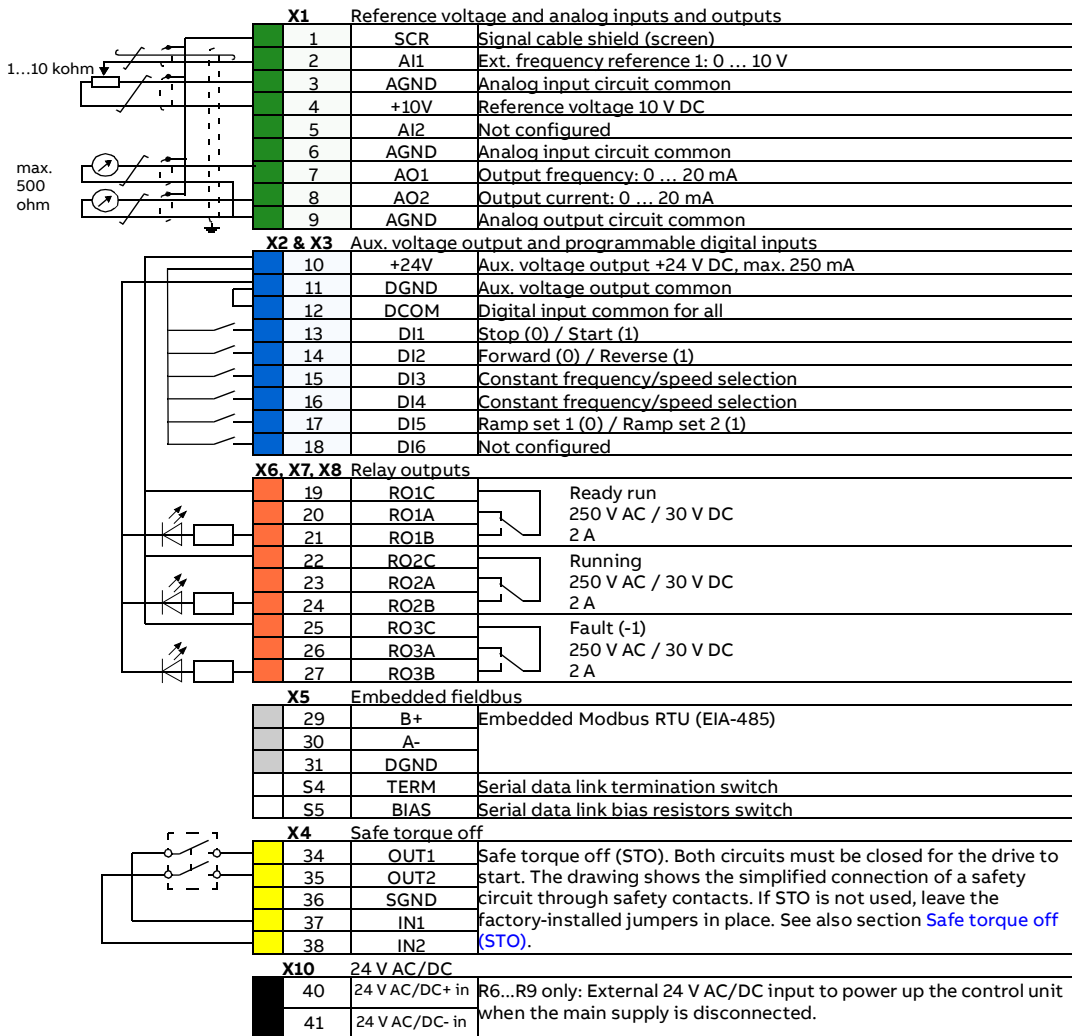 X1 Reference voltage and analog inputs and outputs
1 SCR Signal cable shield (screen)
2 AI1 Ext. frequency reference 1: 0 … 10 V
1…10 kohm
3 AGND Analog input circuit common
4 +10V Reference voltage 10 V DC
5 AI2 Not configured
6 AGND Analog input circuit common
max.
500
ohm
7 AO1 Output frequency: 0 … 20 mA
8 AO2 Output current: 0 … 20 mA
9 AGND Analog output circuit common
X2 & X3 Aux. voltage output and programmable digital inputs
10 +24V Aux. voltage output +24 V DC, max. 250 mA
11 DGND Aux. voltage output common
12 DCOM Digital input common for all
13 DI1 Stop (0) / Start (1)
14 DI2 Forward (0) / Reverse (1)
15 DI3 Constant frequency/speed selection
16 DI4 Constant frequency/speed selection
17 DI5 Ramp set 1 (0) / Ramp set 2 (1)
18 DI6 Not configured
X6, X7, X8 Relay outputs
19 RO1C Ready run
20 RO1A 250 V AC / 30 V DC
21 RO1B 2 A
22 RO2C Running
23 RO2A 250 V AC / 30 V DC
24 RO2B 2 A
25 RO3C Fault (-1)
26 RO3A 250 V AC / 30 V DC
27 RO3B 2 A
X5 Embedded fieldbus
29 B+ Embedded Modbus RTU (EIA-485)
30 A-
31 DGND
S4 TERM Serial data link termination switch
S5 BIAS Serial data link bias resistors switch
X4 Safe torque off
34 OUT1 Safe torque off (STO). Both circuits must be closed for the drive to
35 OUT2 start. The drawing shows the simplified connection of a safety
36 SGND circuit through safety contacts. If STO is not used, leave the
37 IN1 factory-installed jumpers in place. See also section Safe torque off
38 IN2 (STO).
X10 24 V AC/DC
40 24 V AC/DC+ in R6…R9 only: External 24 V AC/DC input to power up the control unit
41 24 V AC/DC- in when the main supply is disconnected.